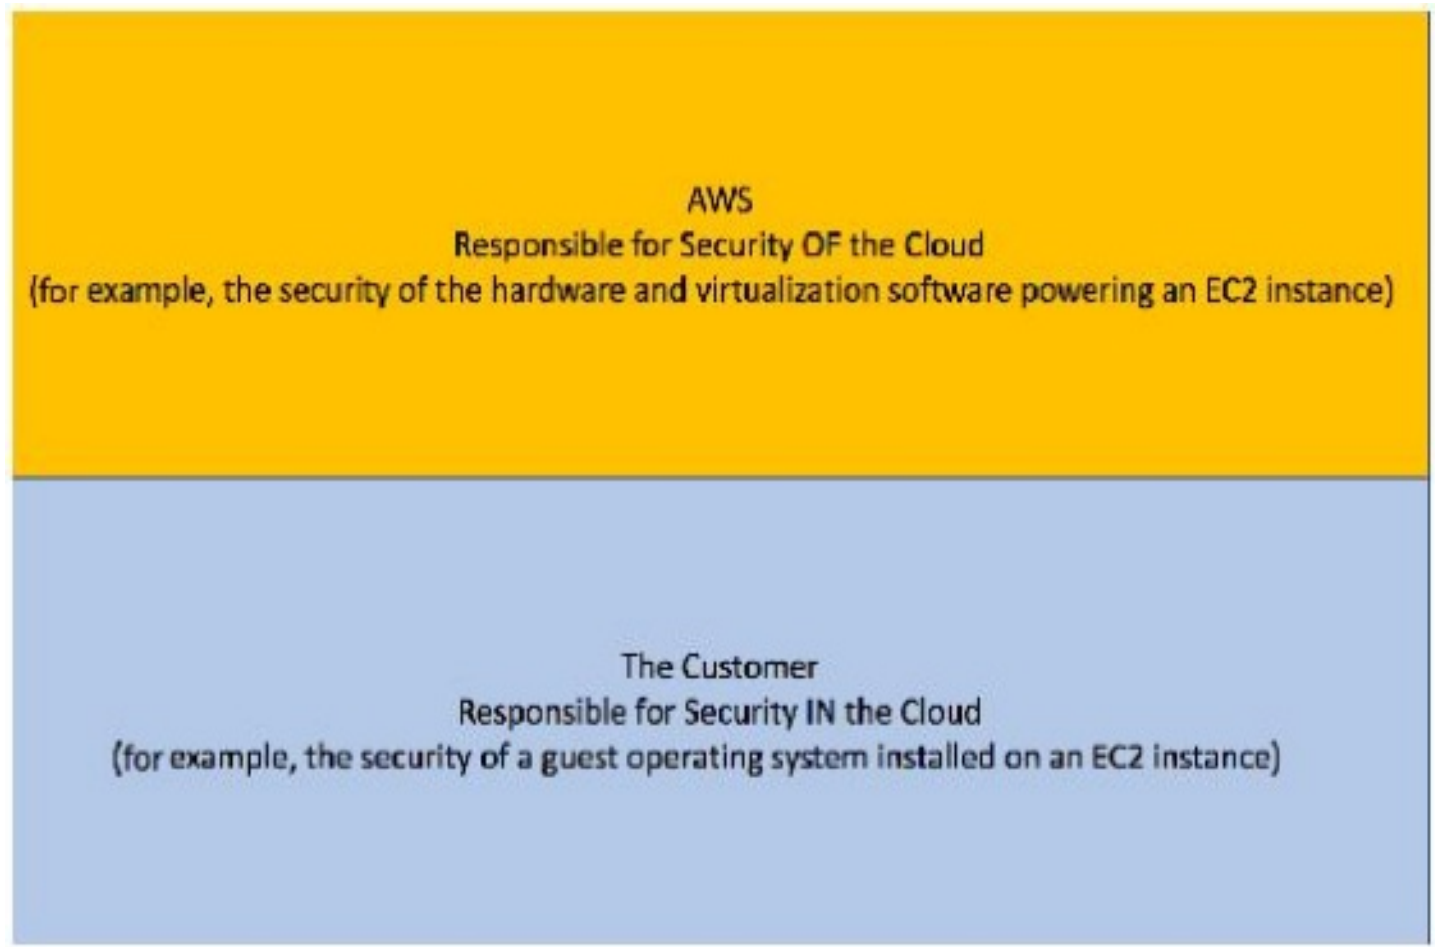 AWS
Responsible for Security OF the Cloud
(for example, the security of the hardware and virtualization software powering an EC2 instance)
The Customer
Responsible for Security IN the Cloud
(for example, the security of a guest operating system installed on an EC2 instance)